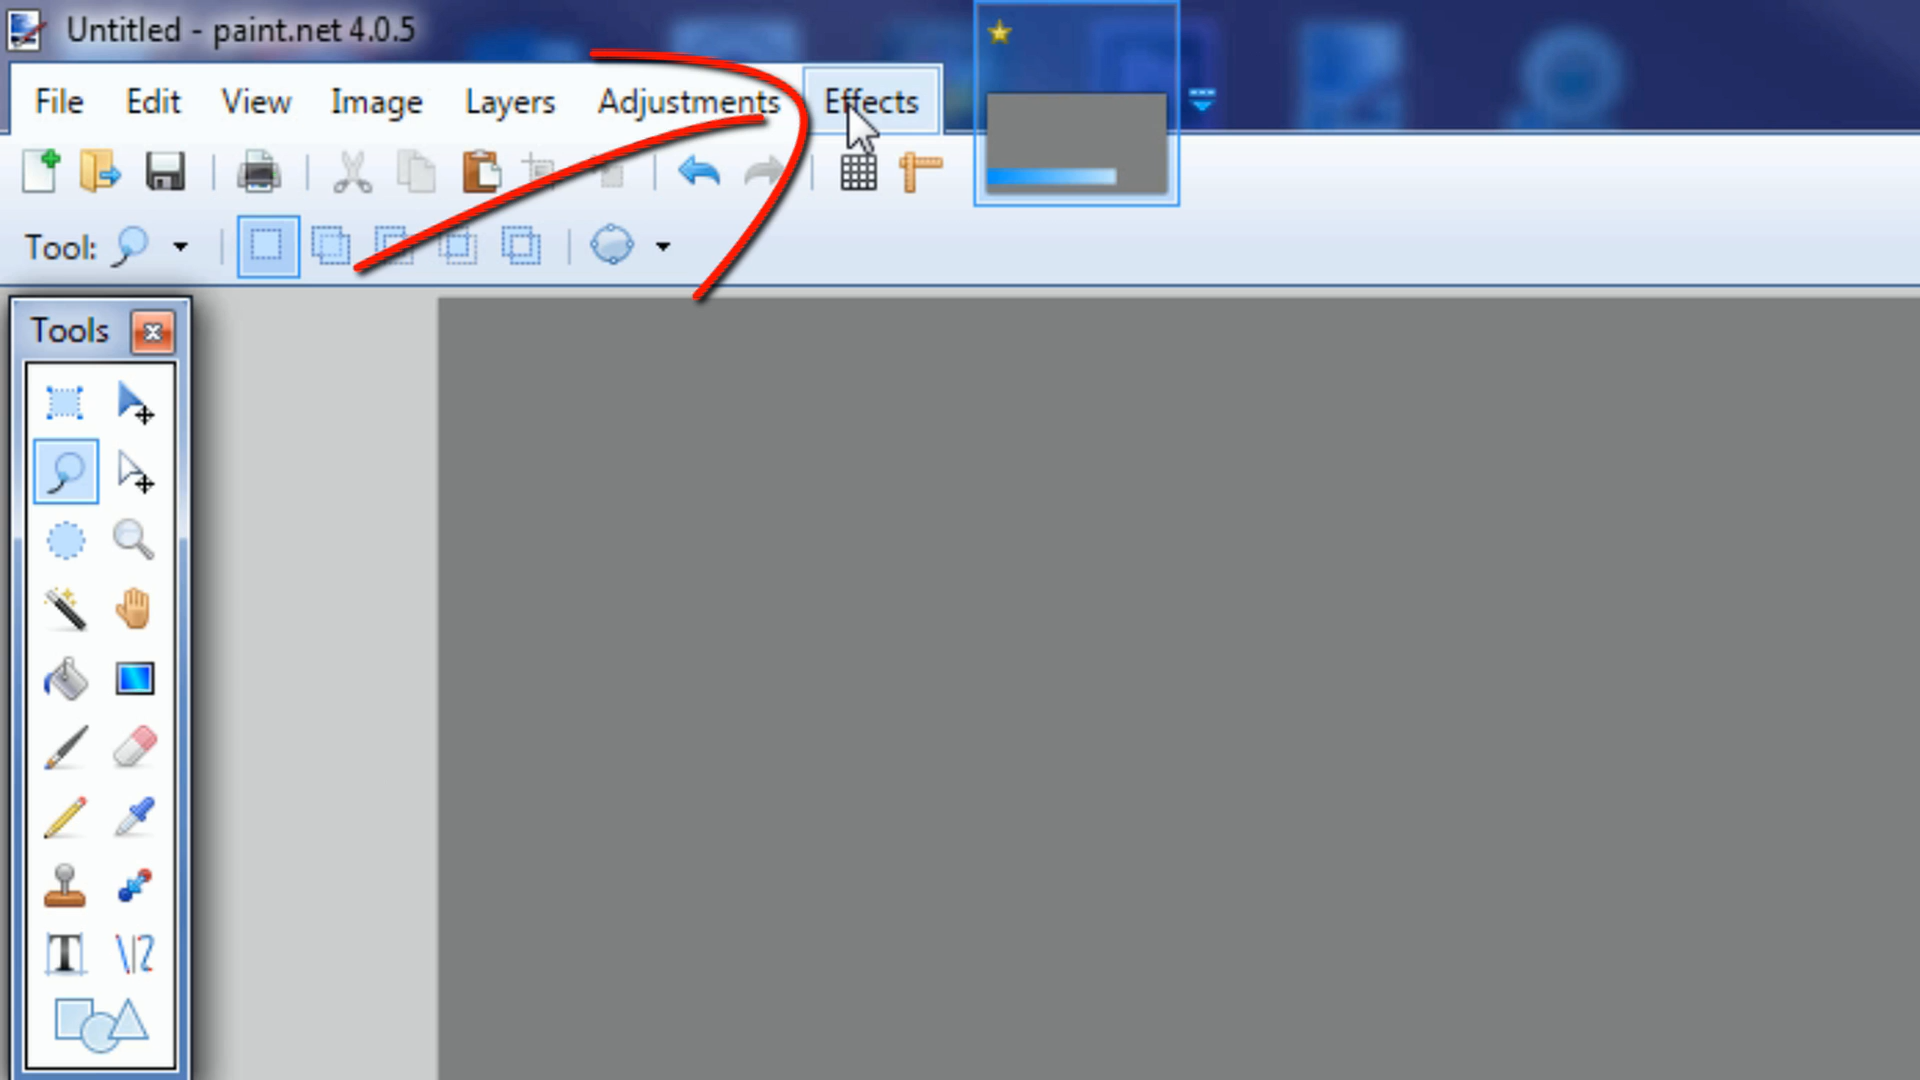 Untitled - paint.net 4.0.5
File Edit View Image Layers Adjustments Effects
Tool:
Tools